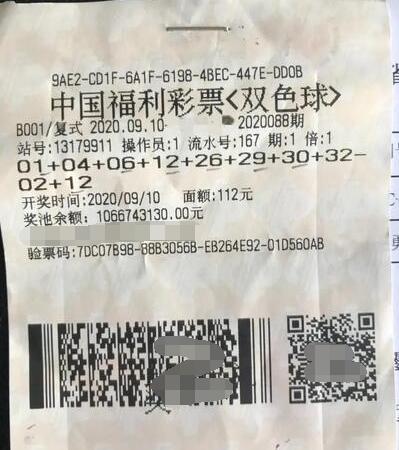 9AE2-CD1F-6A1F-6198-4BEC-447E-DD0B
中国福利彩票<双色球>
B001/复式 2020.09.10 2020088期
站号:13179911 操作员:1 流水号:167 期:1 倍:1
01+04+06+12+26+29+30+32-
02+12
开奖时间:2020/09/10 面额:112元
奖池余额: 1066743130.00元
验票码:7DC07B98-88B3056B-EB264E92-01D560AB